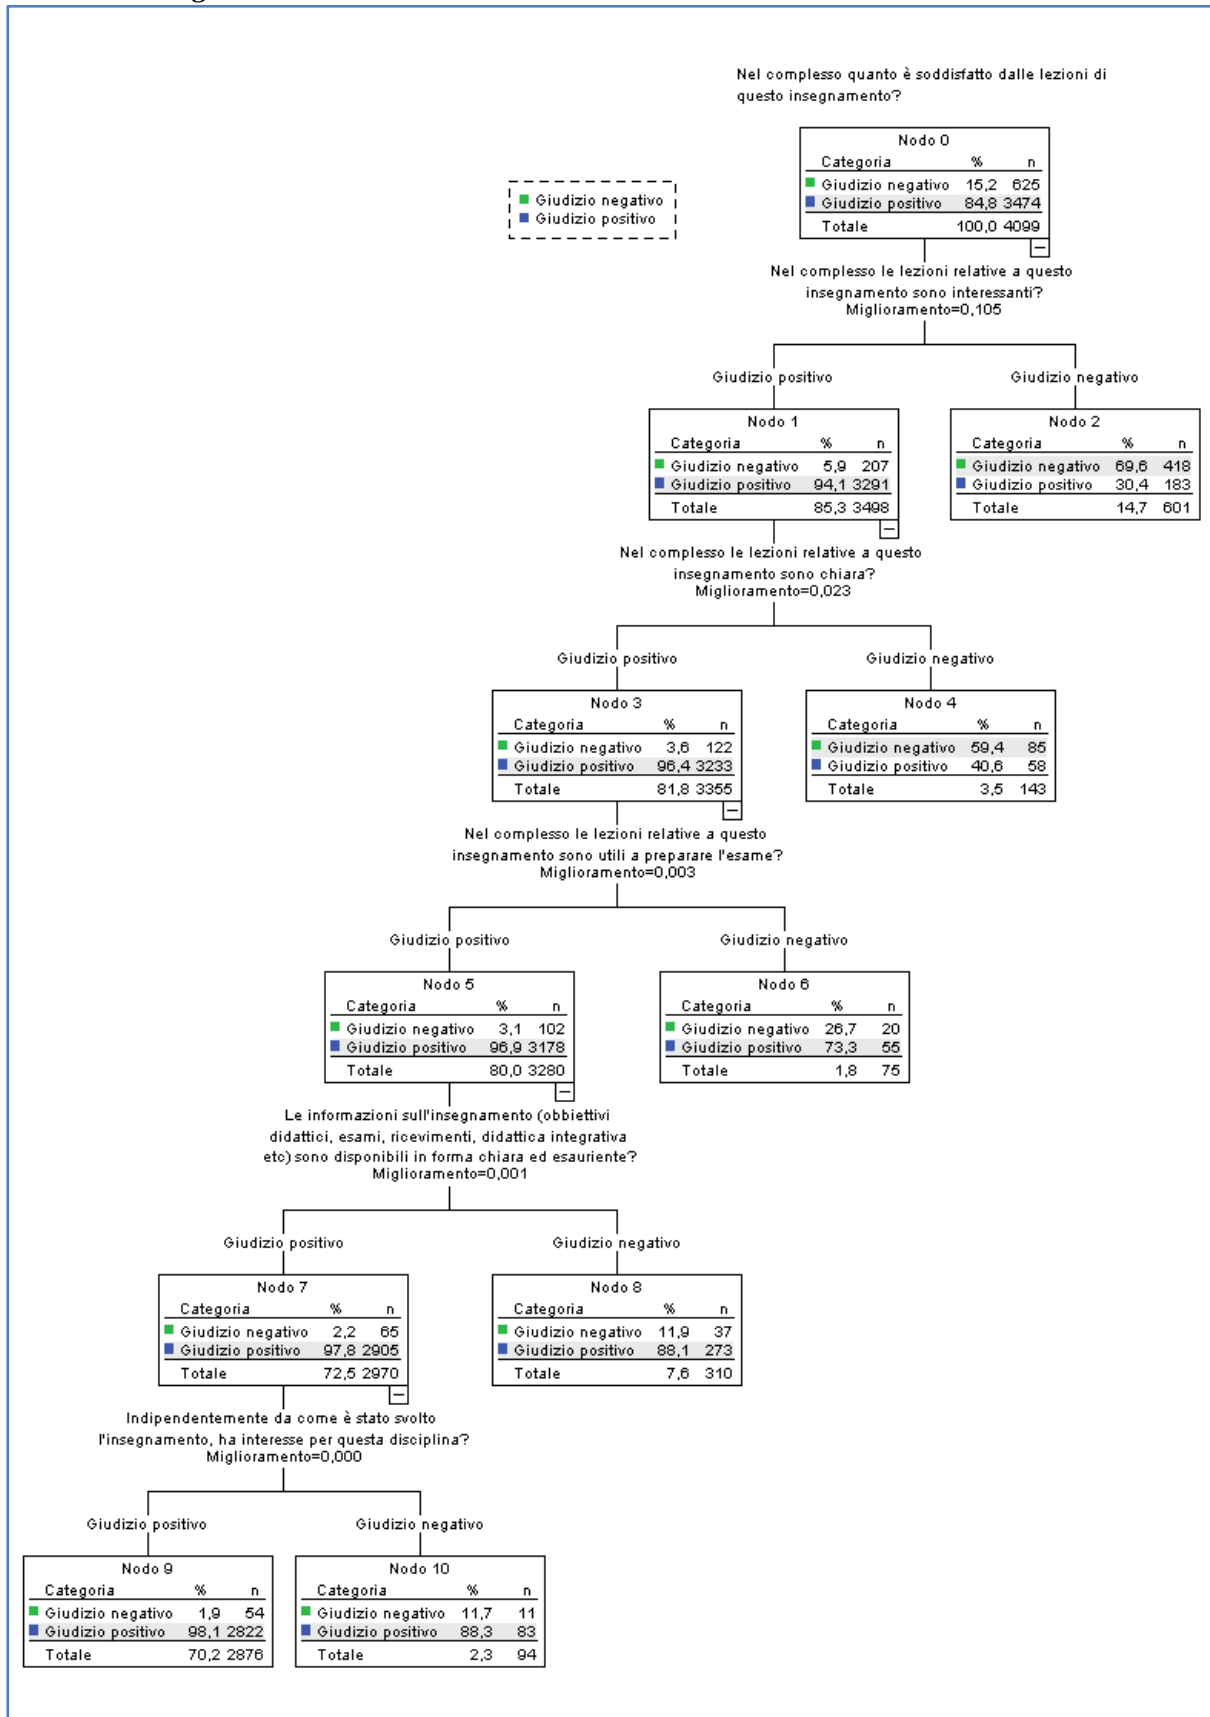 Nel complesso quanto è soddisfatto dalle lezioni di
questo insegnamento?
Nodo 0
Categoria % n
Giudizio negativo 15,2 625
Giudizio positivo 84,8 3474
Totale 100,0 4099
Giudizio negativo
Giudizio positivo
Nel complesso le lezioni relative a questo
insegnamento sono interessanti?
Miglioramento=0,105
Giudizio positivo
Giudizio negativo
Nodo 1
Categoria % n
Giudizio negativo 5,9 207
Giudizio positivo 94,1 3291
Totale 85,3 3498
Nodo 2
Categoria % n
Giudizio negativo 69,6 418
Giudizio positivo 30,4 183
Totale 14,7 601
Nel complesso le lezioni relative a questo
insegnamento sono chiara?
Miglioramento=0,023
Giudizio positivo
Giudizio negativo
Nodo 3
Categoria % n
Giudizio negativo 3,6 122
Giudizio positivo 96,4 3233
Totale 81,8 3355
Nodo 4
Categoria % n
Giudizio negativo 59,4 85
Giudizio positivo 40,6 58
Totale 3,5 143
Nel complesso le lezioni relative a questo
insegnamento sono utili a preparare l'esame?
Miglioramento=0,003
Giudizio positivo
Giudizio negativo
Nodo 5
Categoria % n
Giudizio negativo 3,1 102
Giudizio positivo 96,9 3178
Totale 80,0 3280
Nodo 6
Categoria % n
Giudizio negativo 26,7 20
Giudizio positivo 73,3 55
Totale 1,8 75
Le informazioni sull'insegnamento (obbiettivi
didattici, esami, ricevimenti, didattica integrativa
etc) sono disponibili in forma chiara ed esauriente?
Miglioramento=0,001
Giudizio positivo
Giudizio negativo
Nodo 7
Categoria % n
Giudizio negativo 2,2 65
Giudizio positivo 97,8 2905
Totale 72,5 2970
Nodo 8
Categoria % n
Giudizio negativo 11,9 37
Giudizio positivo 88,1 273
Totale 7,6 310
Indipendentemente da come è stato svolto
l'insegnamento, ha interesse per questa disciplina?
Miglioramento=0,000
Giudizio positivo
Giudizio negativo
Nodo 9
Categoria % n
Giudizio negativo 1,9 54
Giudizio positivo 98,1 2822
Totale 70,2 2876
Nodo 10
Categoria % n
Giudizio negativo 11,7 11
Giudizio positivo 88,3 83
Totale 2,3 94